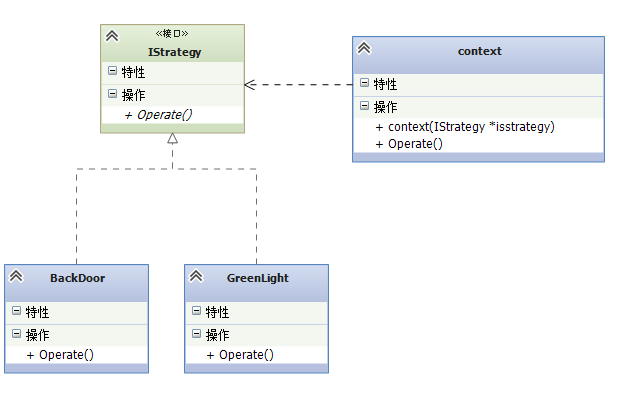 «接口»
IStrategy
特性
操作
+ Operate()
context
特性
操作
+ context(IStrategy *isstrategy)
+ Operate()
BackDoor
特性
操作
+ Operate()
GreenLight
特性
操作
+ Operate()